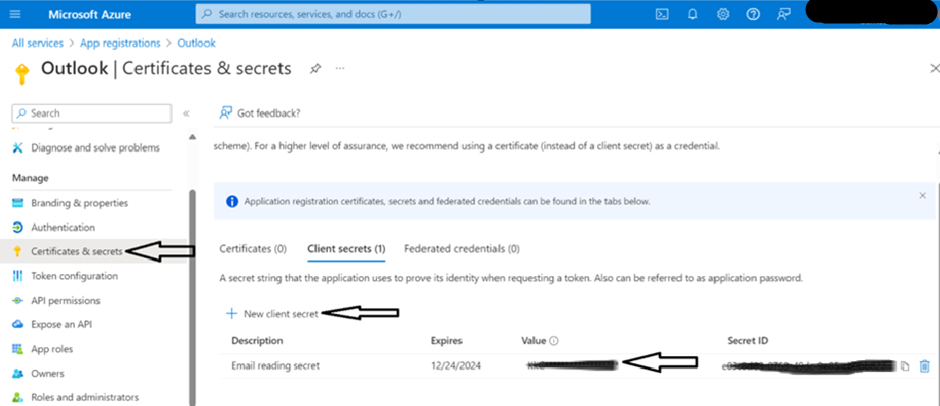 Microsoft Azure
Search resources, services, and docs (G+/)
All services > App registrations > Outlook
Outlook | Certificates & secrets
Search
Got feedback?
Diagnose and solve problems
scheme). For a higher level of assurance, we recommend using a certificate (instead of a client secret) as a credential.
Manage
Branding & properties
Application registration certificates, secrets and federated credentials can be found in the tabs below.
Authentication
Certificates & secrets
Certificates (0) Client secrets (1) Federated credentials (0)
Token configuration
A secret string that the application uses to prove its identity when requesting a token. Also can be referred to as application password.
API permissions
New client secret
Expose an API
App roles
Description Expires Value Secret ID
Email reading secret 12/24/2024
Owners
Roles and administrators